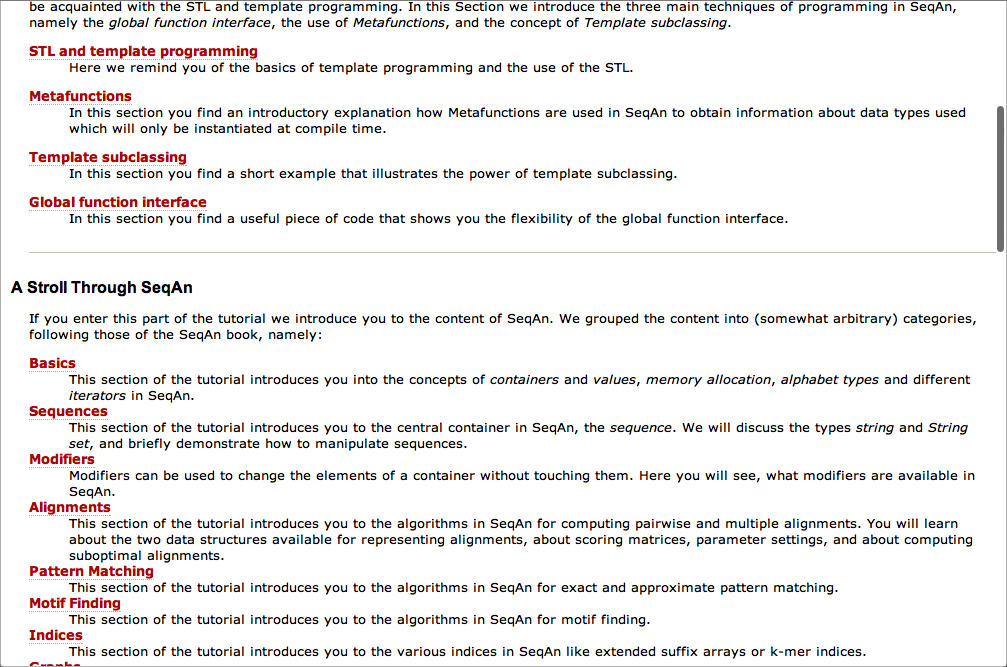 be acquainted with the STL and template programming. In this Section we introduce the three main techniques of programming in SeqAn,
namely the global function interface, the use of Metafunctions, and the concept of Template subclassing.
STL and template programming
Here we remind you of the basics of template programming and the use of the STL.
Metafunctions
In this section you find an introductory explanation how Metafunctions are used in SeqAn to obtain information about data types used
which will only be instantiated at compile time.
Template subclassing
In this section you find a short example that illustrates the power of template subclassing.
Global function interface
In this section you find a useful piece of code that shows you the flexibility of the global function interface.
A Stroll Through SeqAn
If you enter this part of the tutorial we introduce you to the content of SeqAn. We grouped the content into (somewhat arbitrary) categories,
following those of the SeqAn book, namely:
Basics
This section of the tutorial introduces you into the concepts of containers and values, memory allocation, alphabet types and different
iterators in SeqAn.
Sequences
This section of the tutorial introduces you to the central container in SeqAn, the sequence. We will discuss the types string and String
set, and briefly demonstrate how to manipulate sequences.
Modifiers
Modifiers can be used to change the elements of a container without touching them. Here you will see, what modifiers are available in
SeqAn.
Alignments
This section of the tutorial introduces you to the algorithms in SeqAn for computing pairwise and multiple alignments. You will learn
about the two data structures available for representing alignments, about scoring matrices, parameter settings, and about computing
suboptimal alignments.
Pattern Matching
This section of the tutorial introduces you to the algorithms in SeqAn for exact and approximate pattern matching.
Motif Finding
This section of the tutorial introduces you to the algorithms in SeqAn for motif finding.
Indices
This section of the tutorial introduces you to the various indices in SeqAn like extended suffix arrays or k-mer indices.
Graphs